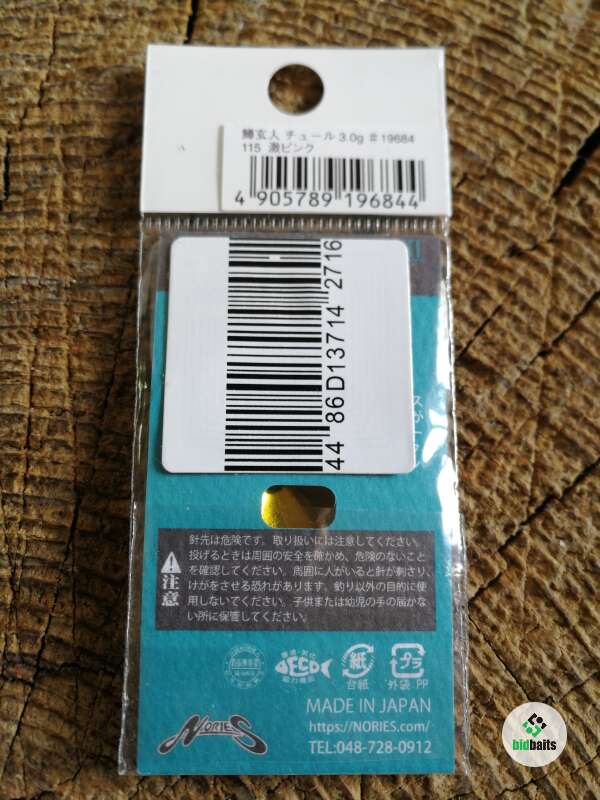 鱒玄人 チュール 3.0g #19684
115 激ピンク
4 905789 196844
44 86 D13714 2716
針先は危険です。取り扱いには注意してください。
投げるときは周囲の安全を確かめ、危険のないこと
を確認してください。周囲に人がいると針が刺さり、
けがをさせる恐れがあります。釣り以外の目的に使
用しないでください。子供または幼児の手の届かな
い所に保管してください。
注意
ECO
紙
台紙
プラ
外袋 PP
MADE IN JAPAN
https://NORIES.com/
TEL:048-728-0912
NORIES
bidbaits